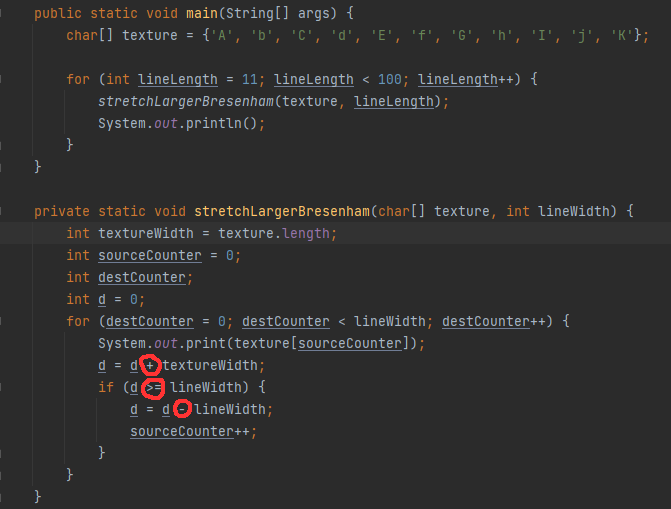 public static void main(String[] args) {
char[] texture = {'A', 'b', 'C', 'd', 'E', 'f', 'G', 'h', 'I', 'j', 'K'};
for (int lineLength = 11; lineLength < 100; lineLength++) {
stretchLargerBresenham(texture, lineLength);
System.out.println();
}
}
private static void stretchLargerBresenham(char[] texture, int lineWidth) {
int textureWidth = texture.length;
int sourceCounter = 0;
int destCounter;
int d = 0;
for (destCounter = 0; destCounter < lineWidth; destCounter++) {
System.out.print(texture[sourceCounter]);
d = d + textureWidth;
if (d >= lineWidth) {
d = d - lineWidth;
sourceCounter++;
}
}
}